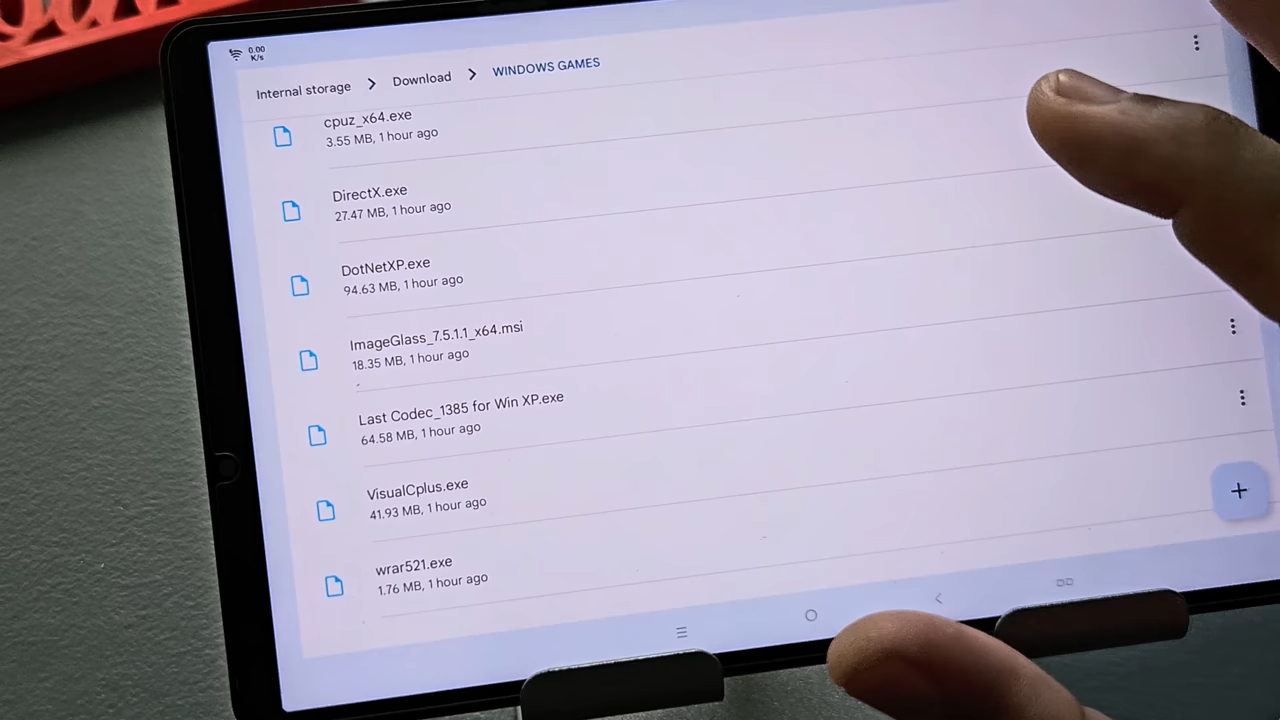 0.00
K/s
Internal storage > Download > WINDOWS GAMES
cpuz_x64.exe
3.55 MB, 1 hour ago
DirectX.exe
27.47 MB, 1 hour ago
DotNetXP.exe
94.63 MB, 1 hour ago
ImageGlass_7.5.1.1_x64.msi
18.35 MB, 1 hour ago
Last Codec_1385 for Win XP.exe
64.58 MB, 1 hour ago
VisualCplus.exe
41.93 MB, 1 hour ago
wrar521.exe
1.76 MB, 1 hour ago